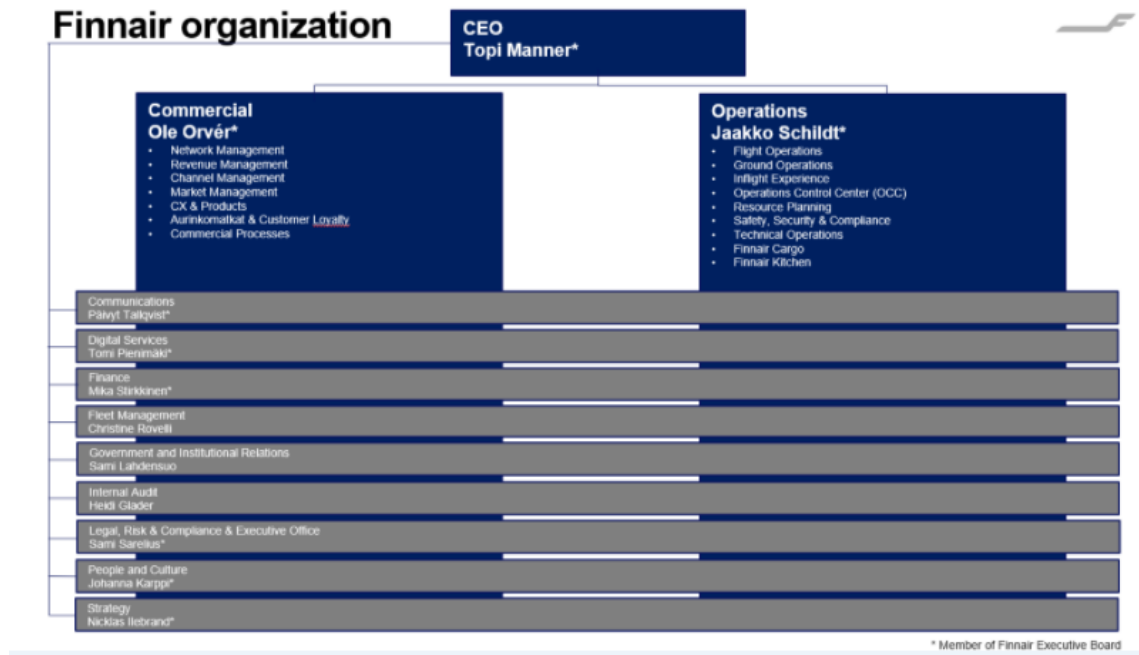 Finnair organization
CEO
Topi Manner*
Commercial
Ole Orvér*
• Network Management
• Revenue Management
• Channel Management
• Market Management
• CX & Products
• Aurinkomatkat & Customer Loyalty
• Commercial Processes
Operations
Jaakko Schildt*
• Flight Operations
• Ground Operations
• Inflight Experience
• Operations Control Center (OCC)
• Resource Planning
• Safety, Security & Compliance
• Technical Operations
• Finnair Cargo
• Finnair Kitchen
Communications
Päivyt Tallqvist*
Digital Services
Tomi Pienimäki*
Finance
Mika Stirkkinen*
Fleet Management
Christine Rovelli
Government and Institutional Relations
Sami Lahdensuo
Internal Audit
Heidi Glader
Legal, Risk & Compliance & Executive Office
Sami Sarelius*
People and Culture
Johanna Karppi*
Strategy
Nicklas Ilebrand*
* Member of Finnair Executive Board